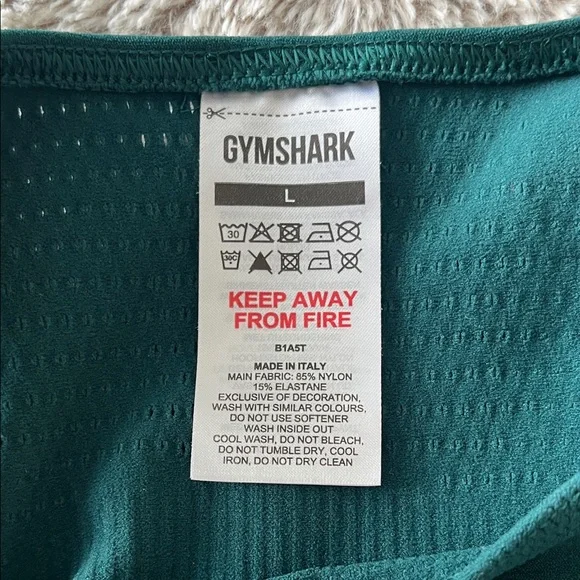 GYMSHARK
L
30
30C
KEEP AWAY
FROM FIRE
B1A5T
MADE IN ITALY
MAIN FABRIC: 85% NYLON
15% ELASTANE
EXCLUSIVE OF DECORATION,
WASH WITH SIMILAR COLOURS,
DO NOT USE SOFTENER
WASH INSIDE OUT
COOL WASH, DO NOT BLEACH,
DO NOT TUMBLE DRY, COOL
IRON, DO NOT DRY CLEAN